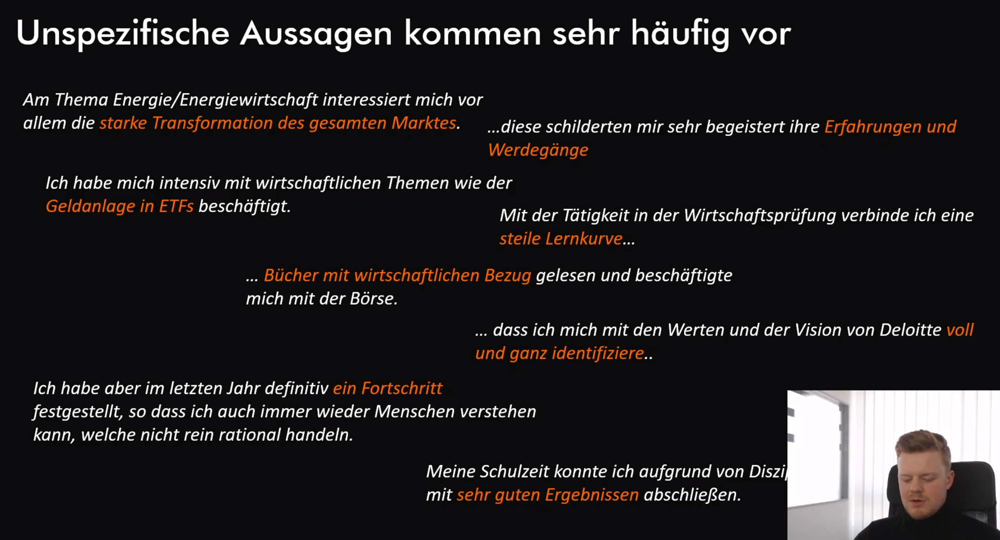 Unspezifische Aussagen kommen sehr häufig vor
Am Thema Energie/Energiewirtschaft interessiert mich vor
allem die starke Transformation des gesamten Marktes.
...diese schilderten mir sehr begeistert ihre Erfahrungen und
Werdegänge
Ich habe mich intensiv mit wirtschaftlichen Themen wie der
Geldanlage in ETFs beschäftigt.
Mit der Tätigkeit in der Wirtschaftsprüfung verbinde ich eine
steile Lernkurve...
... Bücher mit wirtschaftlichen Bezug gelesen und beschäftigte
mich mit der Börse.
... dass ich mich mit den Werten und der Vision von Deloitte voll
und ganz identifiziere..
Ich habe aber im letzten Jahr definitiv ein Fortschritt
festgestellt, so dass ich auch immer wieder Menschen verstehen
kann, welche nicht rein rational handeln.
Meine Schulzeit konnte ich aufgrund von
mit sehr guten Ergebnissen abschließen.